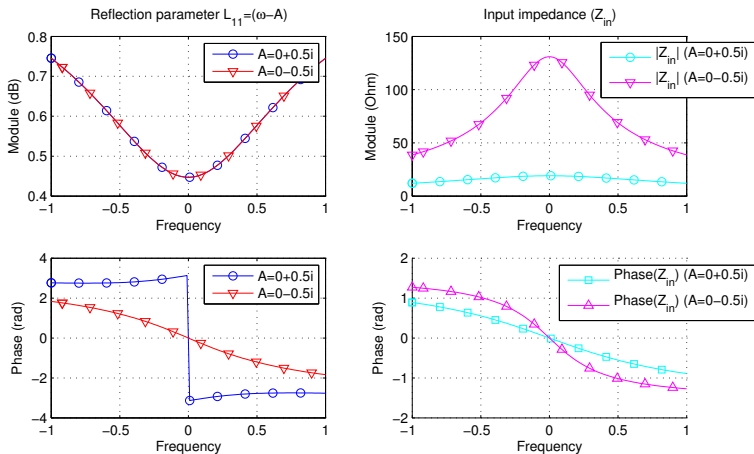 Reflection parameter L11=(ω−A)
0.8
0.7
0.6
0.5
0.4
Module (dB)
A=0+0.5i
A=0−0.5i
−1
−0.5
0
0.5
1
Frequency
Input impedance (Zin)
150
100
50
0
Module (Ohm)
|Zin| (A=0+0.5i)
|Zin| (A=0−0.5i)
−1
−0.5
0
0.5
1
Frequency
4
2
0
−2
−4
Phase (rad)
A=0+0.5i
A=0−0.5i
−1
−0.5
0
0.5
1
Frequency
2
1
0
−1
−2
Phase (rad)
Phase(Zin) (A=0+0.5i)
Phase(Zin) (A=0−0.5i)
−1
−0.5
0
0.5
1
Frequency